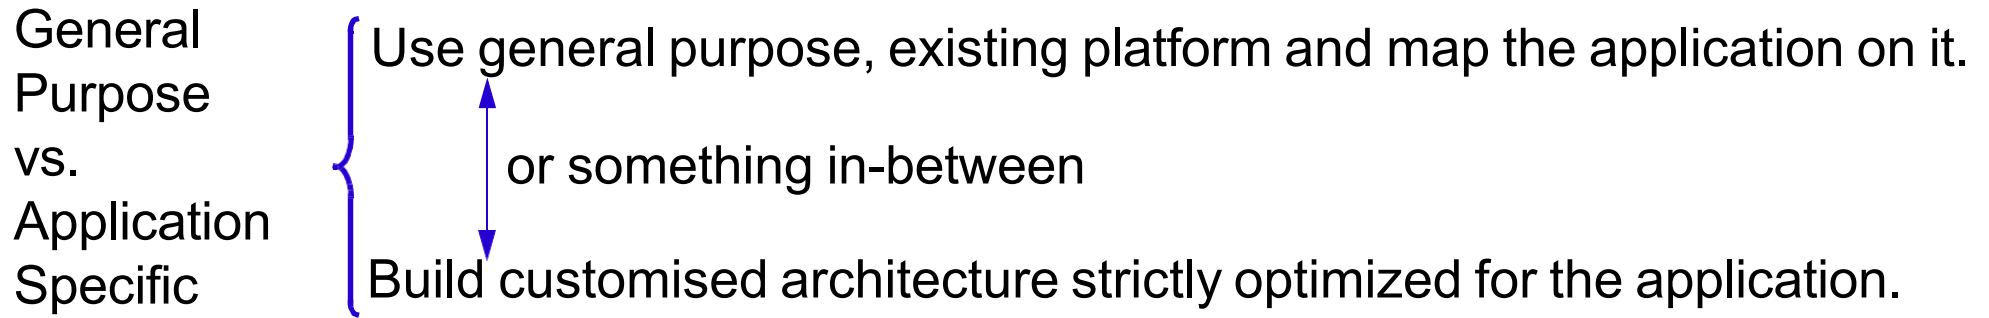 General
Purpose
vs.
Application
Specific
Use general purpose, existing platform and map the application on it.
or something in-between
Build customised architecture strictly optimized for the application.